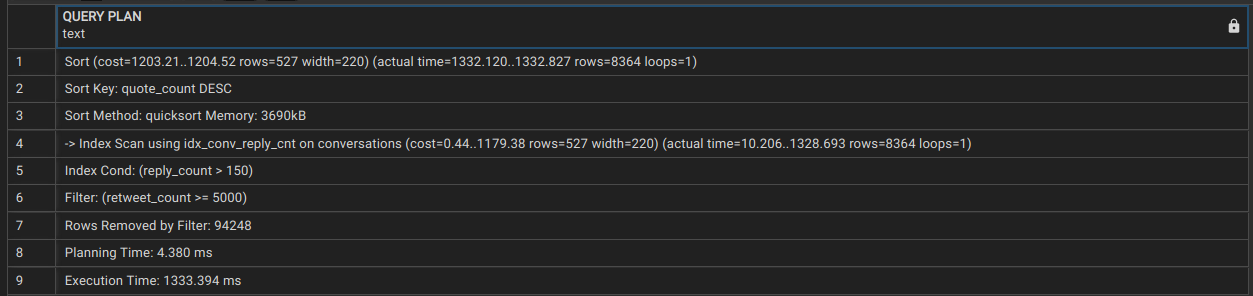 QUERY PLAN
text
1 Sort (cost=1203.21..1204.52 rows=527 width=220) (actual time=1332.120..1332.827 rows=8364 loops=1)
2 Sort Key: quote_count DESC
3 Sort Method: quicksort Memory: 3690kB
4 -> Index Scan using idx_conv_reply_cnt on conversations (cost=0.44..1179.38 rows=527 width=220) (actual time=10.206..1328.693 rows=8364 loops=1)
5 Index Cond: (reply_count > 150)
6 Filter: (retweet_count >= 5000)
7 Rows Removed by Filter: 94248
8 Planning Time: 4.380 ms
9 Execution Time: 1333.394 ms